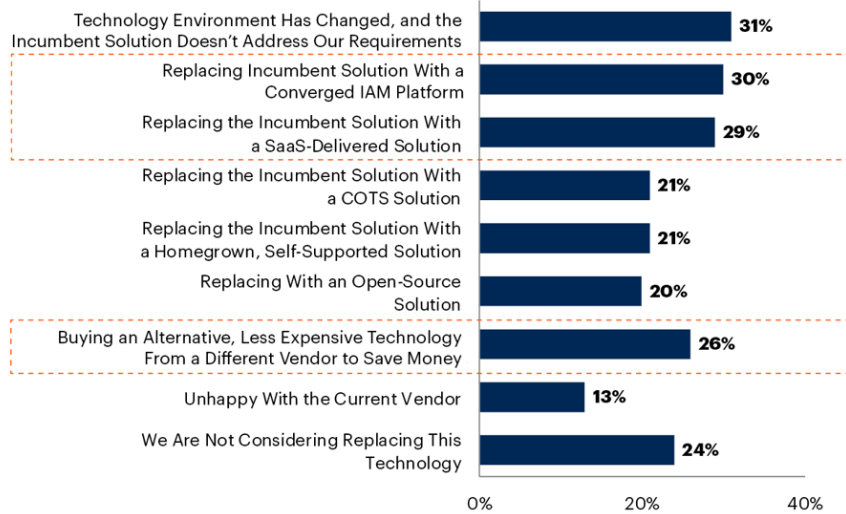 Technology Environment Has Changed, and the
Incumbent Solution Doesn't Address Our Requirements
31%
Replacing Incumbent Solution With a
Converged IAM Platform
30%
Replacing the Incumbent Solution With
a SaaS-Delivered Solution
29%
Replacing the Incumbent Solution With
a COTS Solution
21%
Replacing the Incumbent Solution With
a Homegrown, Self-Supported Solution
21%
Replacing With an Open-Source
Solution
20%
Buying an Alternative, Less Expensive Technology
From a Different Vendor to Save Money
26%
Unhappy With the Current Vendor
13%
We Are Not Considering Replacing This
Technology
24%
0%
20%
40%